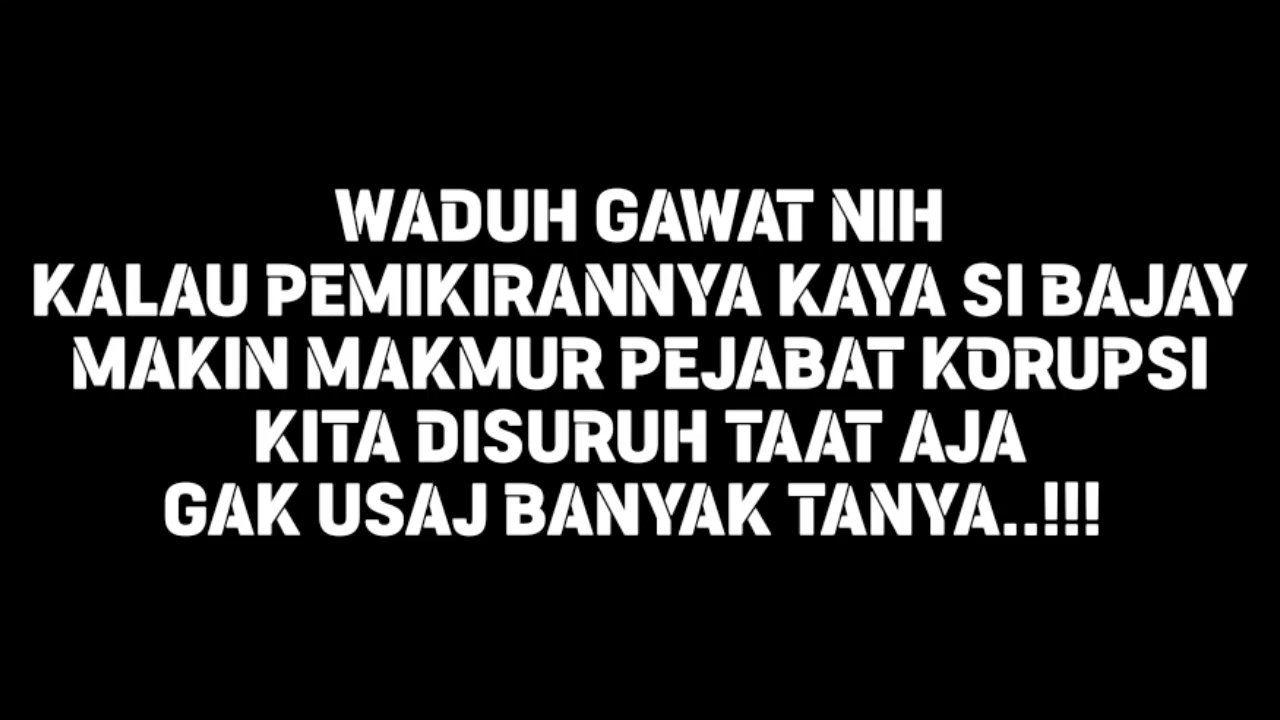 WADUH GAWAT NIH
KALAU PEMIKIRANNYA KAYA SI BAJAY
MAKIN MAKMUR PEJABAT KORUPSI
KITA DISURUH TAAT AJA
GAK USAJ BANYAK TANYA..!!!